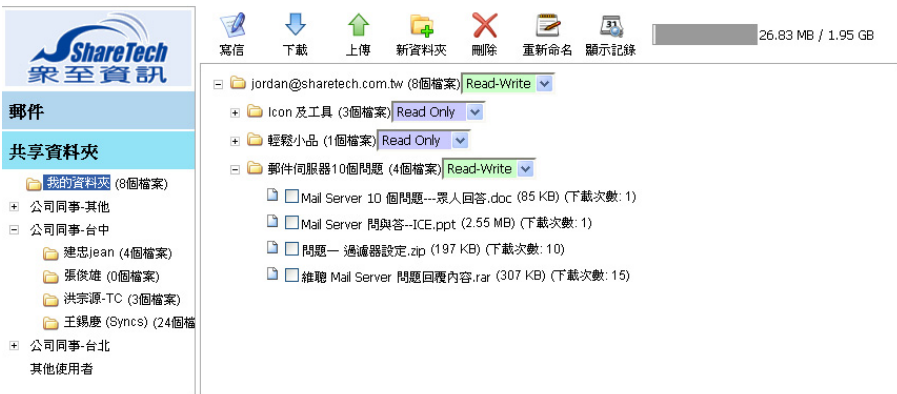 ShareTech
眾至資訊
寫信 下載 上傳 新資料夾 刪除 重新命名 顯示記錄 26.83 MB / 1.95 GB
31
郵件
共享資料夾
我的資料夾 (8個檔案)
公司同事-其他
公司同事-台中
建忠jean (4個檔案)
張俊雄 (0個檔案)
洪宗源-TC (3個檔案)
王錫慶 (Syncs) (24個檔
公司同事-台北
其他使用者
jordan@sharetech.com.tw (8個檔案) Read-Write
Icon 及工具 (3個檔案) Read Only
輕鬆小品 (1個檔案) Read Only
郵件伺服器10個問題 (4個檔案) Read-Write
Mail Server 10 個問題---眾人回答.doc (85 KB) (下載次數: 1)
Mail Server 問與答--ICE.ppt (2.55 MB) (下載次數: 1)
問題一 過濾器設定.zip (197 KB) (下載次數: 10)
維聰 Mail Server 問題回覆內容.rar (307 KB) (下載次數: 15)